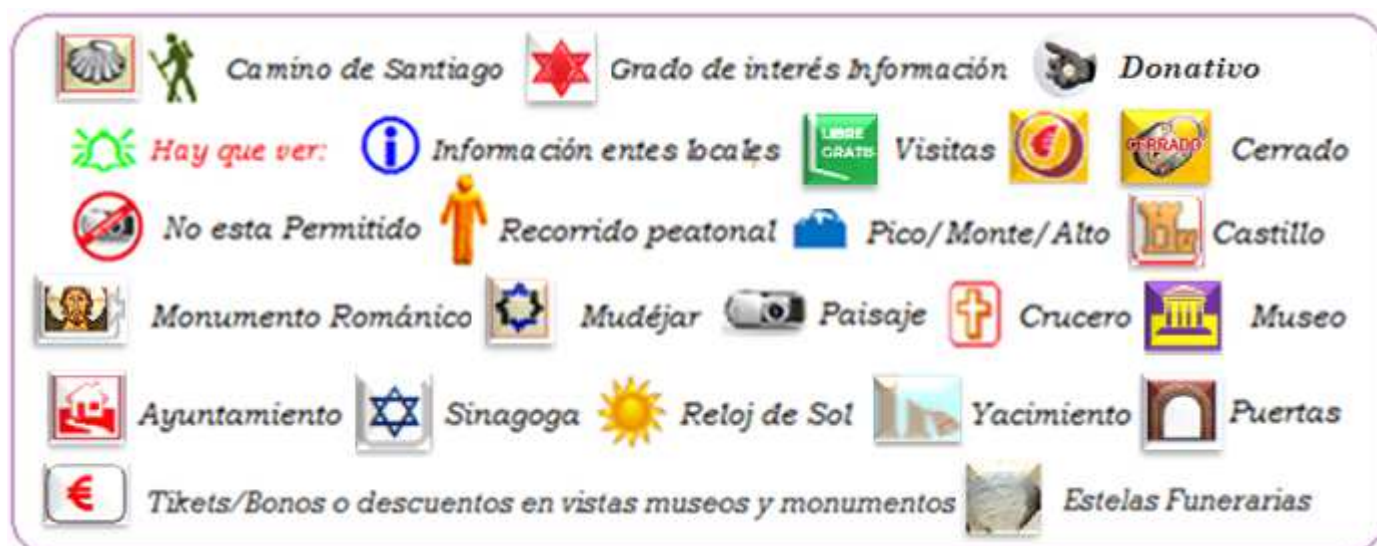 Camino de Santiago Grado de interés Información Donativo
Hay que ver: Información entes locales LIBRE GRATIS Visitas € CERRADO Cerrado
No esta Permitido Recorrido peatonal Pico/Monte/Alto Castillo
Monumento Románico Mudéjar Paisaje Crucero Museo
Ayuntamiento Sinagoga Reloj de Sol Yacimiento Puertas
€ Tikets/Bonos o descuentos en vistas museos y monumentos Estelas Funerarias